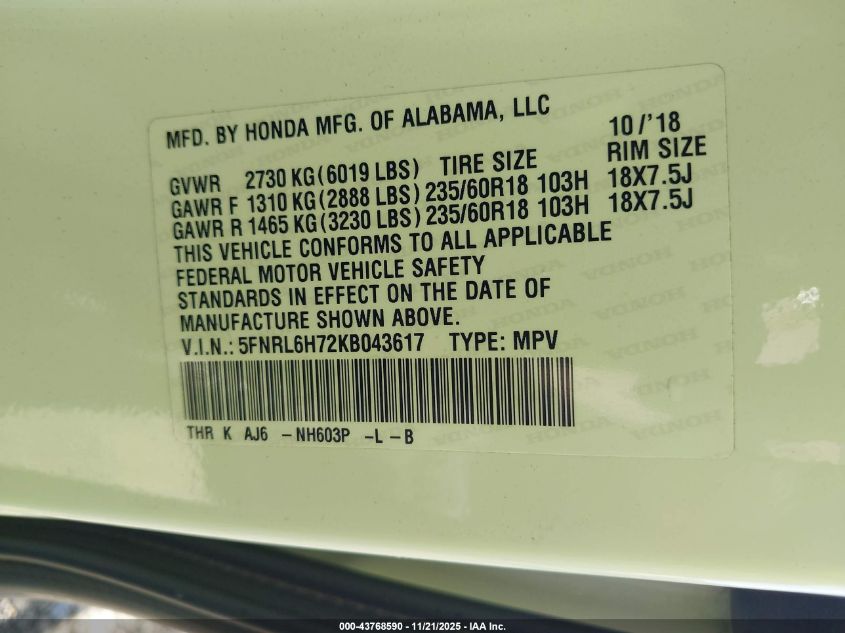 MFD. BY HONDA MFG. OF ALABAMA, LLC 10/'18
GVWR 2730 KG(6019 LBS) TIRE SIZE RIM SIZE
GAWR F 1310 KG(2888 LBS) 235/60R18 103H 18X7.5J
GAWR R 1465 KG(3230 LBS) 235/60R18 103H 18X7.5J
THIS VEHICLE CONFORMS TO ALL APPLICABLE
FEDERAL MOTOR VEHICLE SAFETY
STANDARDS IN EFFECT ON THE DATE OF
MANUFACTURE SHOWN ABOVE.
V.I.N.: 5FNRL6H72KB043617 TYPE: MPV
THR K AJ6 -NH603P -L -B
000-43768590 - 11/21/2025 - IAA Inc.